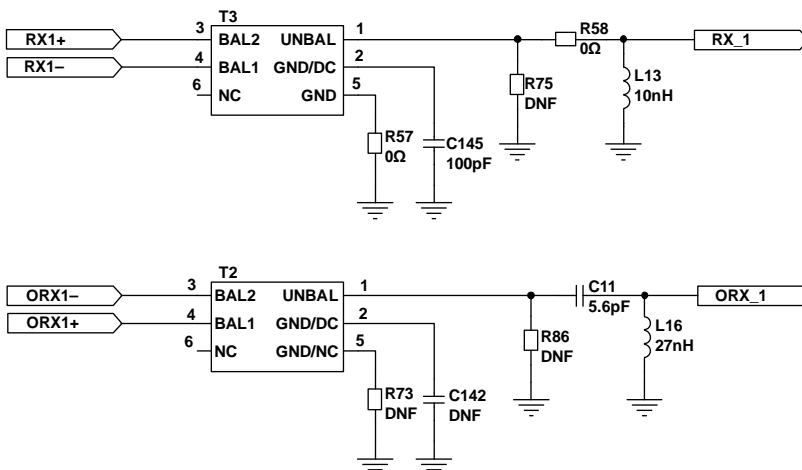 T3
RX1+
RX1–
3
4
6
BAL2
BAL1
NC
UNBAL
GND/DC
GND
1
2
5
R57
0Ω
C145
100pF
R75
DNF
R58
0Ω
L13
10nH
RX_1
T2
ORX1–
ORX1+
3
4
6
BAL2
BAL1
NC
UNBAL
GND/DC
GND/NC
1
2
5
R73
DNF
C142
DNF
R86
DNF
C11
5.6pF
L16
27nH
ORX_1